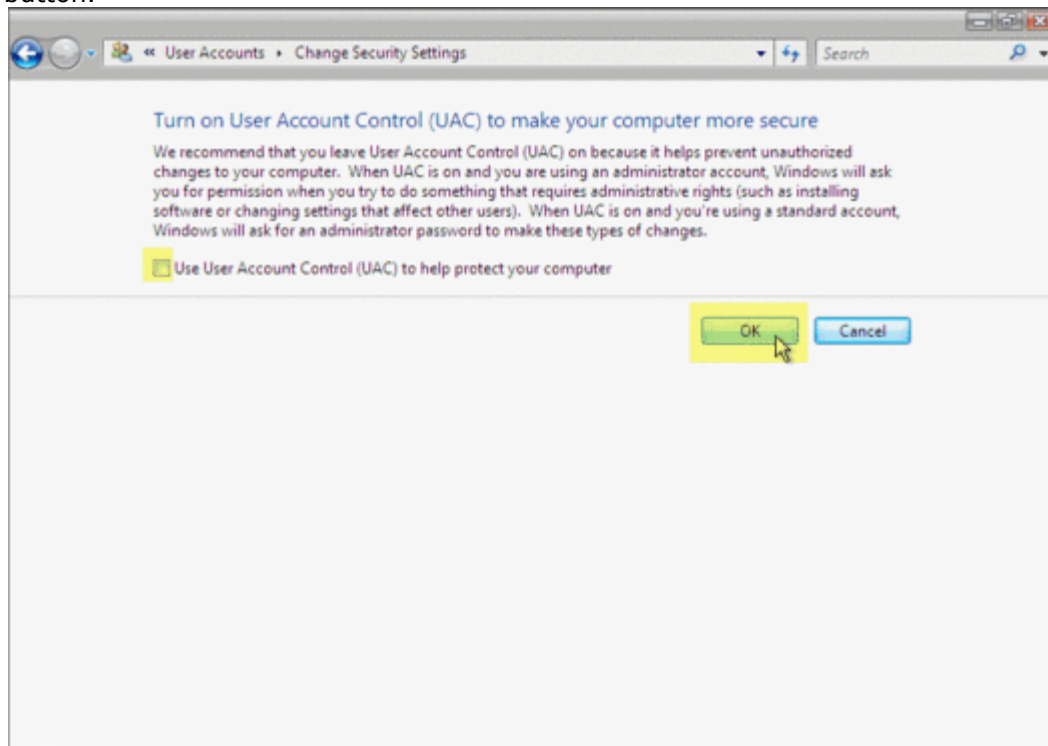 button.
« User Accounts ▸ Change Security Settings
Search
Turn on User Account Control (UAC) to make your computer more secure
We recommend that you leave User Account Control (UAC) on because it helps prevent unauthorized
changes to your computer. When UAC is on and you are using an administrator account, Windows will ask
you for permission when you try to do something that requires administrative rights (such as installing
software or changing settings that affect other users). When UAC is on and you're using a standard account,
Windows will ask for an administrator password to make these types of changes.
Use User Account Control (UAC) to help protect your computer
OK Cancel